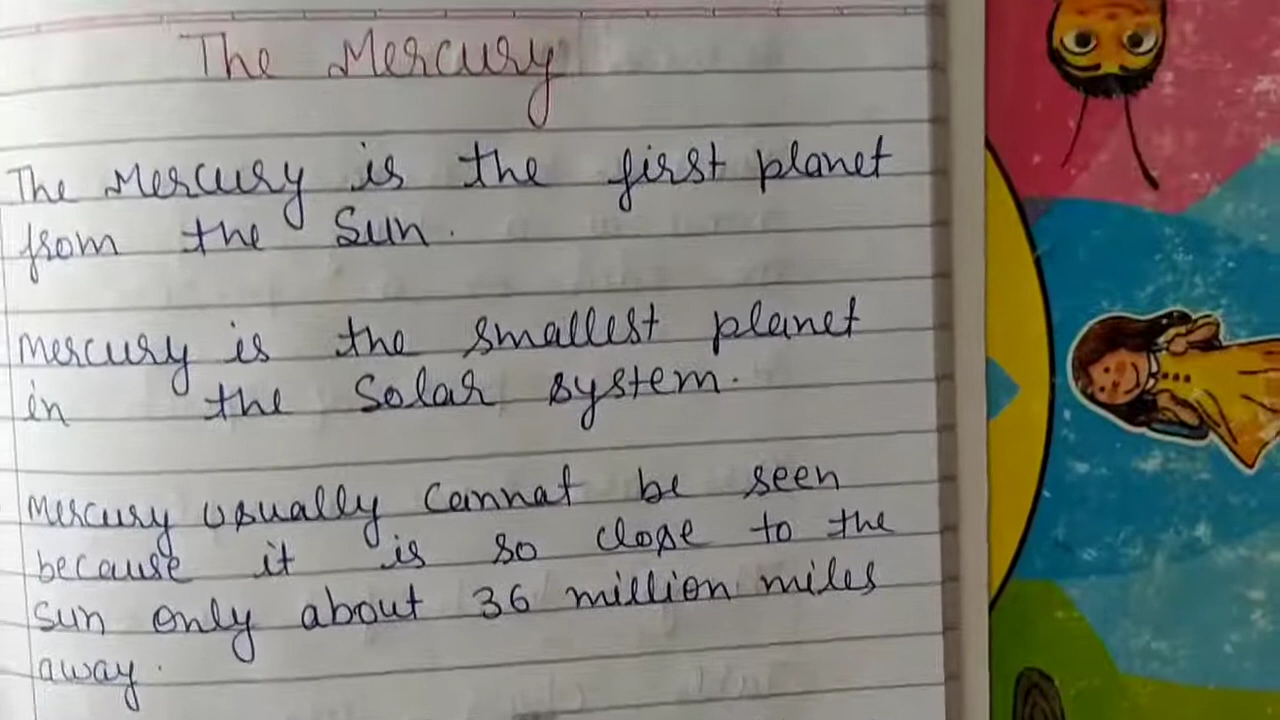 The Mercury
The Mercury is the first planet
from the Sun.
Mercury is the smallest planet
in the Solar system.
Mercury usually cannat be seen
because it is so close to the
sun only about 36 million miles
away.